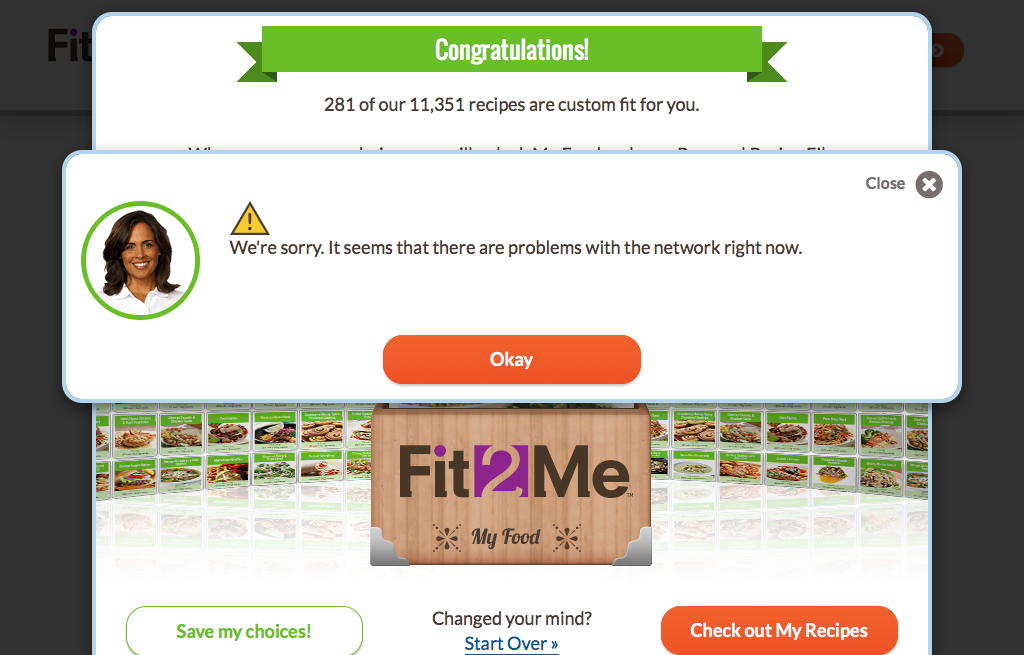 Fit
Congratulations!
281 of our 11,351 recipes are custom fit for you.
Close
We're sorry. It seems that there are problems with the network right now.
Okay
Fit2Me™
My Food
Save my choices!
Changed your mind?
Start Over »
Check out My Recipes